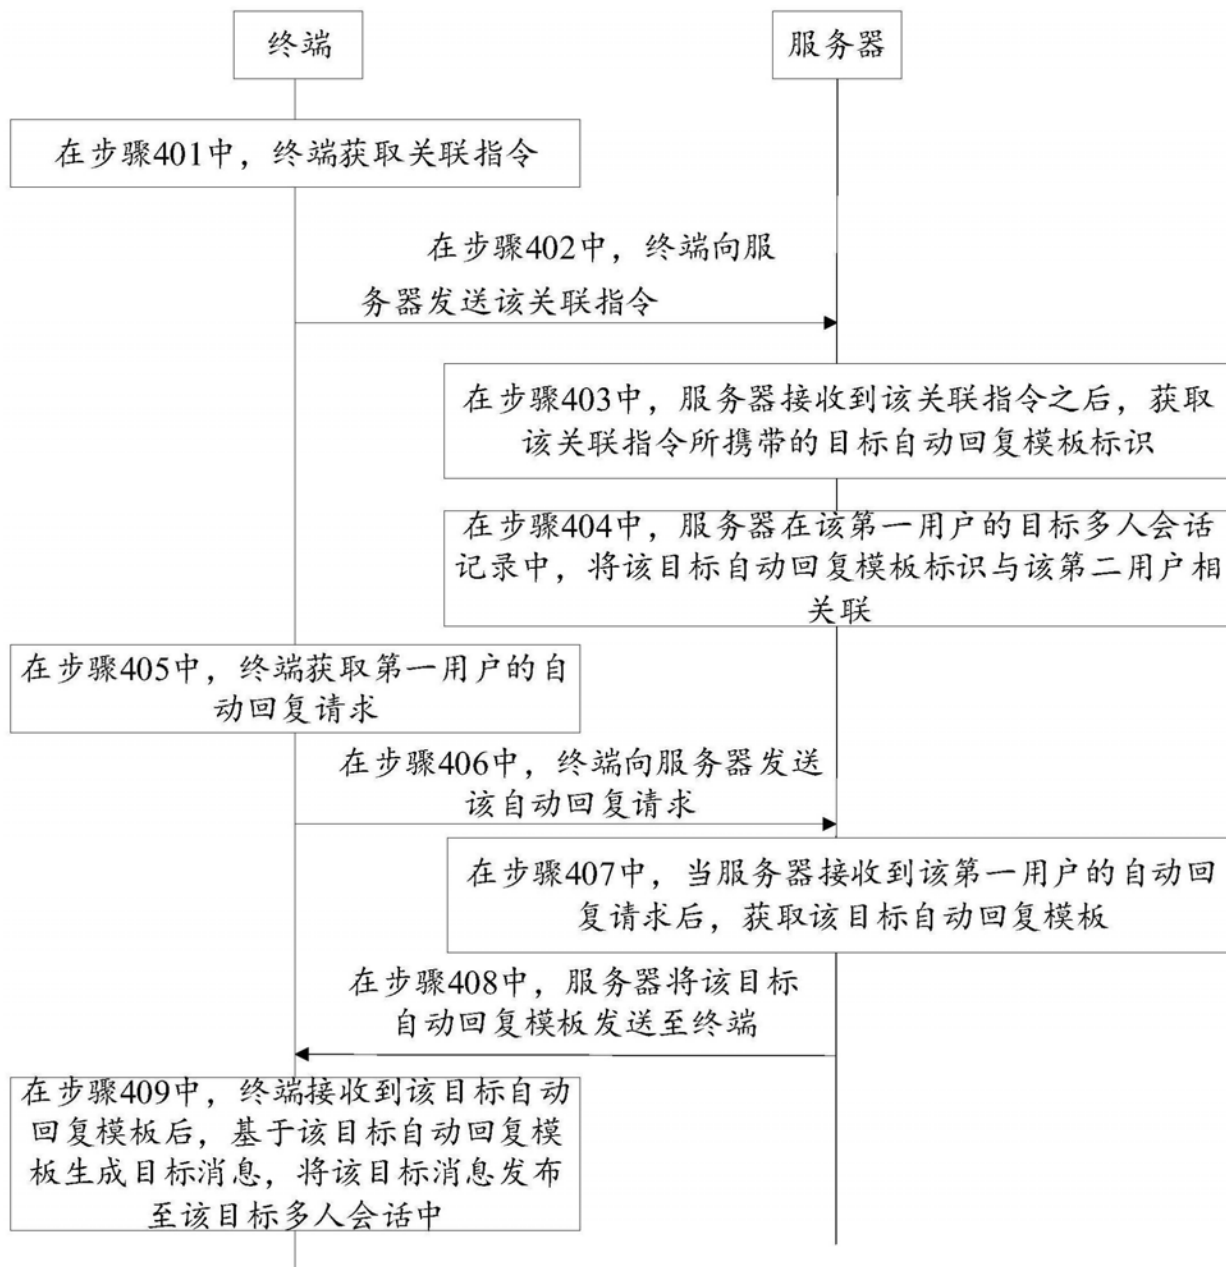 终端
服务器
在步骤401中，终端获取关联指令
在步骤402中，终端向服
务器发送该关联指令
在步骤403中，服务器接收到该关联指令之后，获取
该关联指令所携带的目标自动回复模板标识
在步骤404中，服务器在该第一用户的目标多人会话
记录中，将该目标自动回复模板标识与该第二用户相
关联
在步骤405中，终端获取第一用户的自
动回复请求
在步骤406中，终端向服务器发送
该自动回复请求
在步骤407中，当服务器接收到该第一用户的自动回
复请求后，获取该目标自动回复模板
在步骤408中，服务器将该目标
自动回复模板发送至终端
在步骤409中，终端接收到该目标自动
回复模板后，基于该目标自动回复模
板生成目标消息，将该目标消息发布
至该目标多人会话中